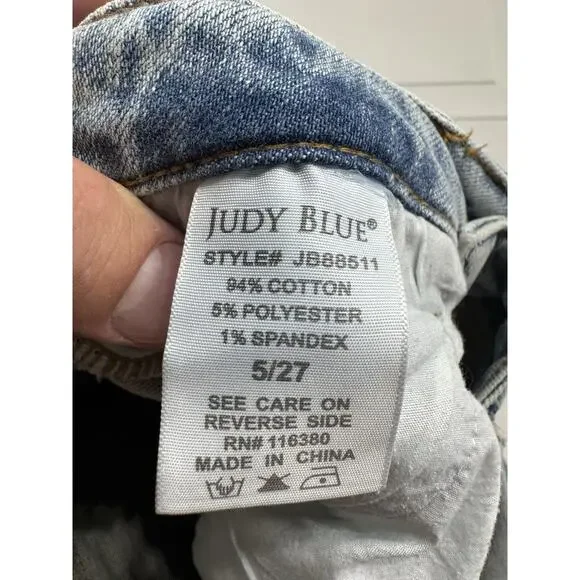 JUDY BLUE®
STYLE# JB88511
94% COTTON
5% POLYESTER
1% SPANDEX
5/27
SEE CARE ON
REVERSE SIDE
RN# 116380
MADE IN CHINA